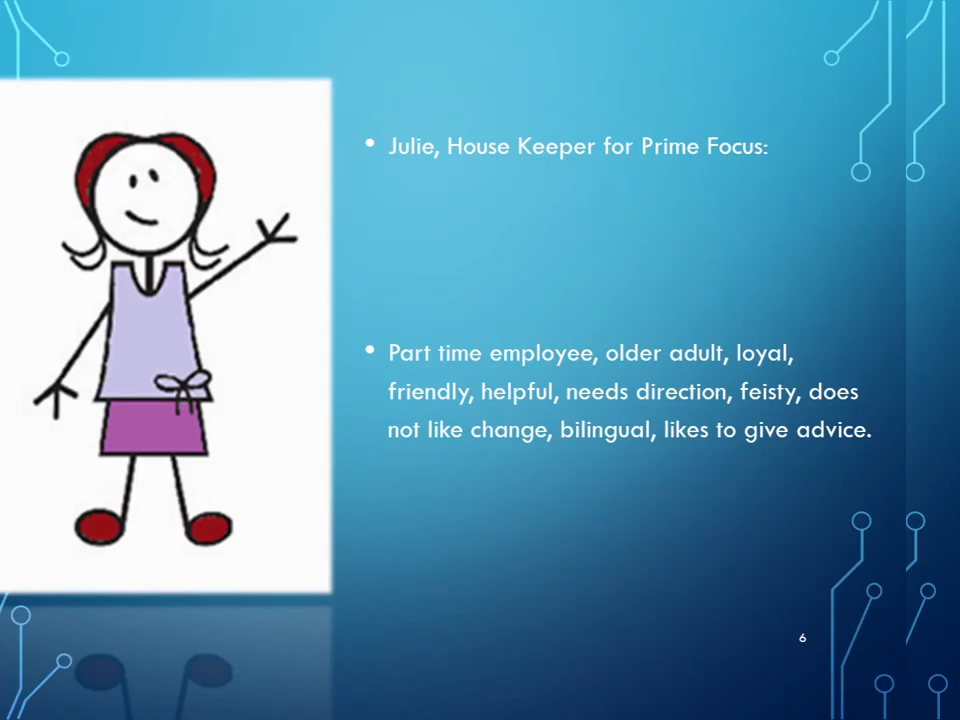 • Julie, House Keeper for Prime Focus:
• Part time employee, older adult, loyal,
friendly, helpful, needs direction, feisty, does
not like change, bilingual, likes to give advice.
6